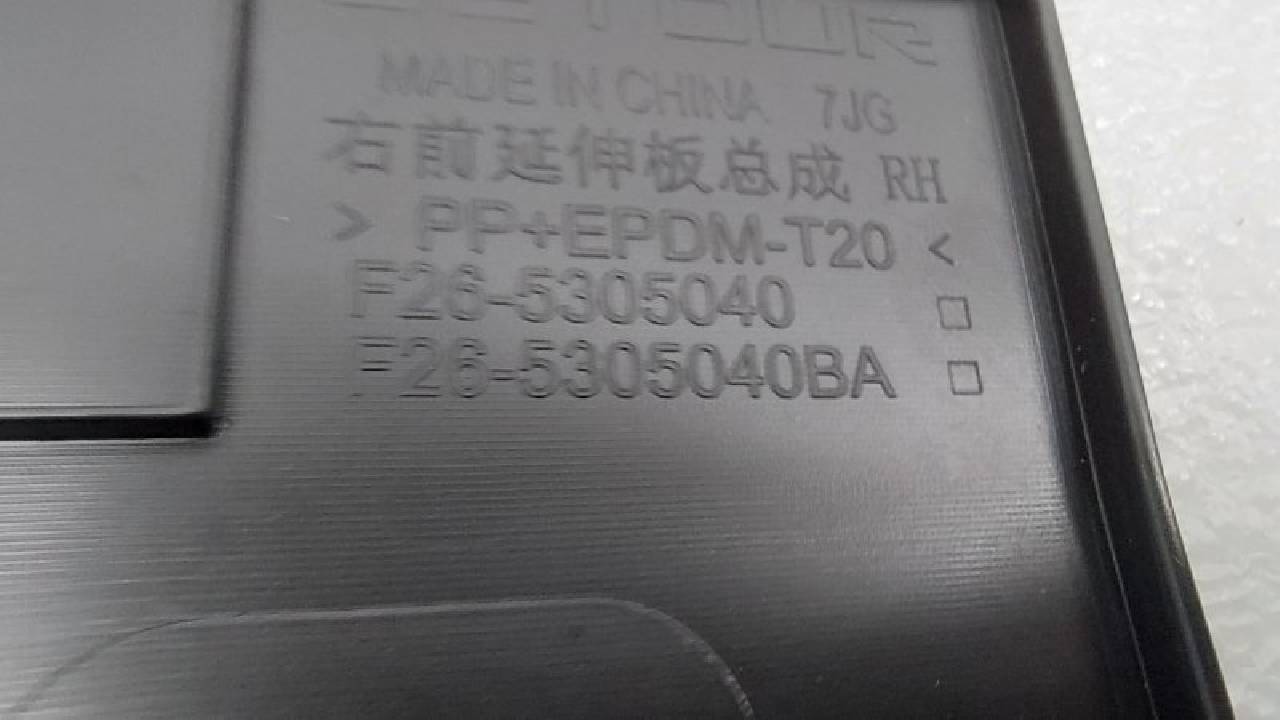 JETOUR
MADE IN CHINA 7JG
右前延伸板总成 RH
> PP+EPDM-T20 <
F26-5305040 □
F26-5305040BA □